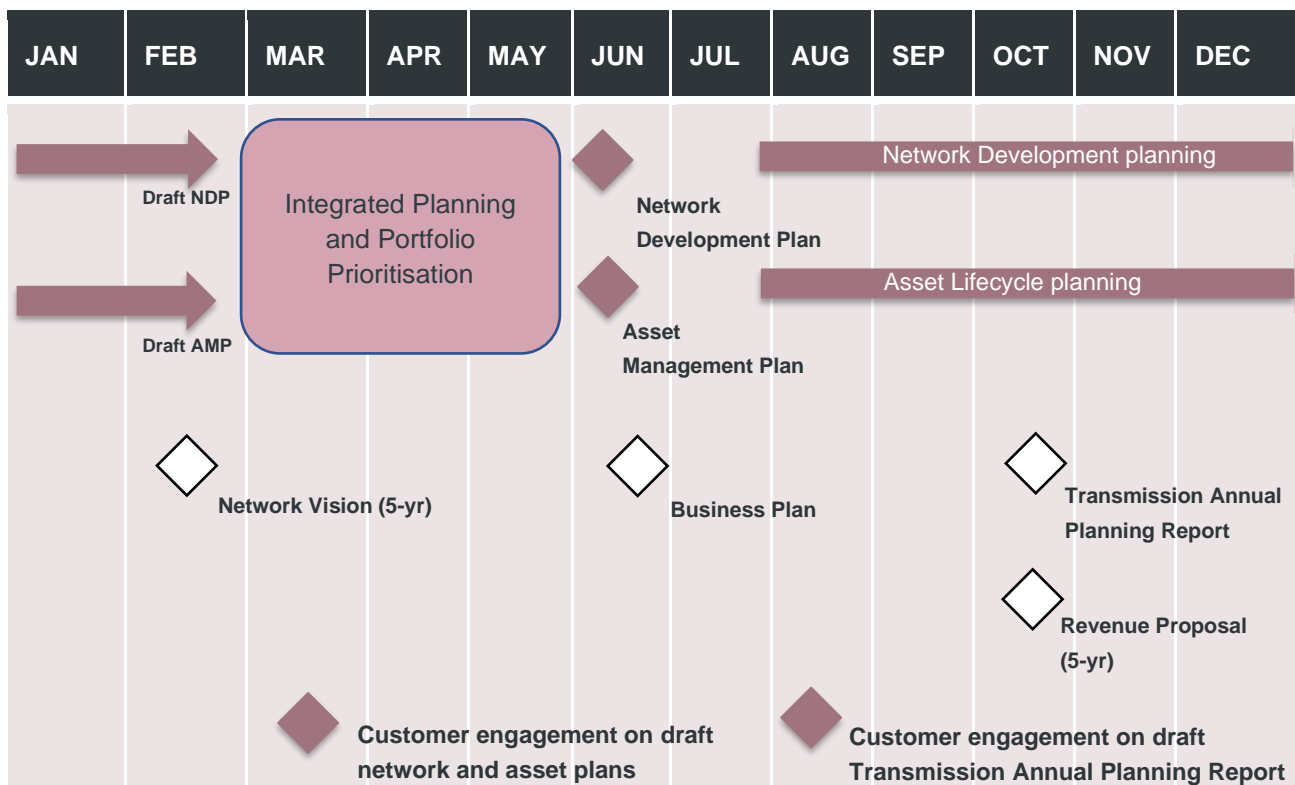 JAN FEB MAR APR MAY JUN JUL AUG SEP OCT NOV DEC
Draft NDP
Integrated Planning
and Portfolio
Prioritisation
Network
Development Plan
Network Development planning
Draft AMP
Asset
Management Plan
Asset Lifecycle planning
Network Vision (5-yr)
Business Plan
Transmission Annual
Planning Report
Revenue Proposal
(5-yr)
Customer engagement on draft
network and asset plans
Customer engagement on draft
Transmission Annual Planning Report